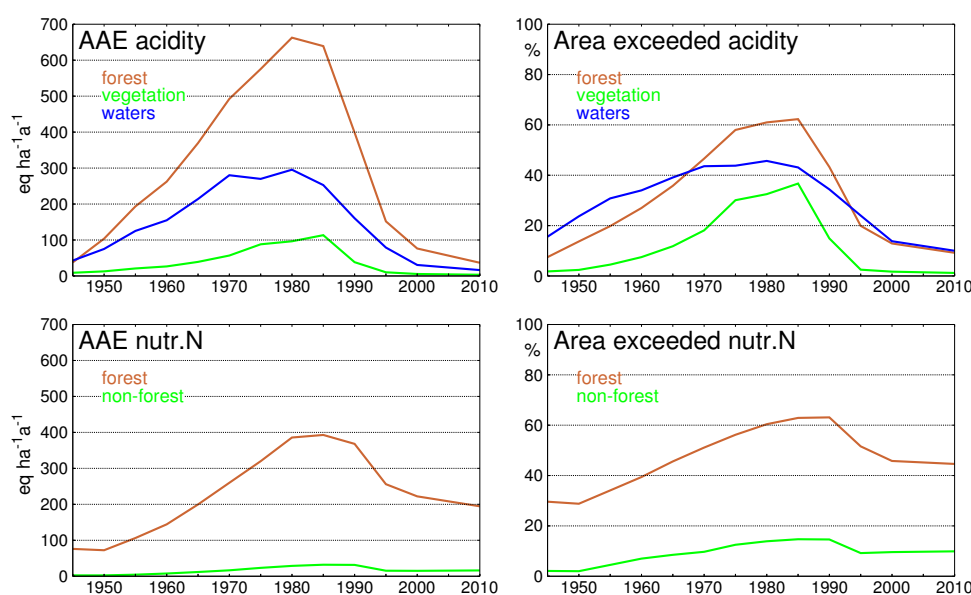 AAE acidity
700
600
500
400
300
200
100
0
eq ha⁻¹a⁻¹
forest
vegetation
waters
1950 1960 1970 1980 1990 2000 2010
Area exceeded acidity
100
%
80
60
40
20
0
forest
vegetation
waters
1950 1960 1970 1980 1990 2000 2010
AAE nutr.N
700
600
500
400
300
200
100
0
eq ha⁻¹a⁻¹
forest
non-forest
1950 1960 1970 1980 1990 2000 2010
Area exceeded nutr.N
100
%
80
60
40
20
0
forest
non-forest
1950 1960 1970 1980 1990 2000 2010